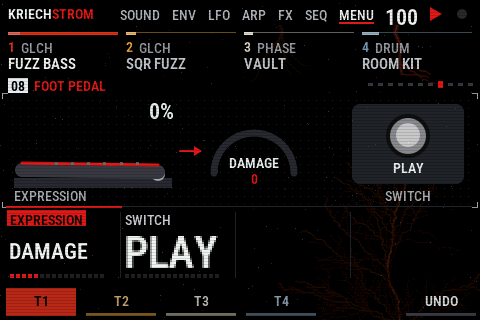 KRIECHSTROM SOUND ENV LFO ARP FX SEQ MENU 100
1 GLCH 2 GLCH 3 PHASE 4 DRUM
FUZZ BASS SQR FUZZ VAULT ROOM KIT
08 FOOT PEDAL
0%
DAMAGE
0
PLAY
EXPRESSION SWITCH
EXPRESSION SWITCH
DAMAGE PLAY
T1 T2 T3 T4 UNDO